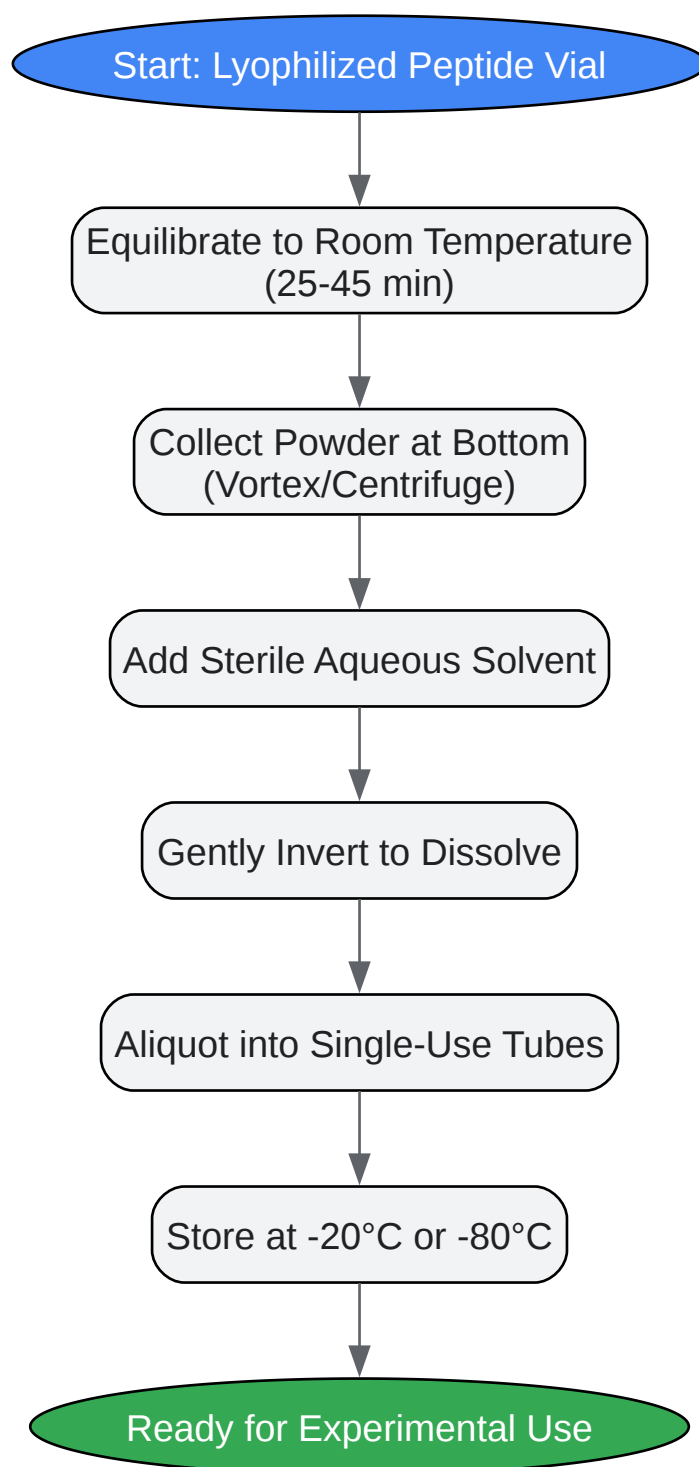 Start: Lyophilized Peptide Vial
Equilibrate to Room Temperature
(25-45 min)
Collect Powder at Bottom
(Vortex/Centrifuge)
Add Sterile Aqueous Solvent
Gently Invert to Dissolve
Aliquot into Single-Use Tubes
Store at -20°C or -80°C
Ready for Experimental Use